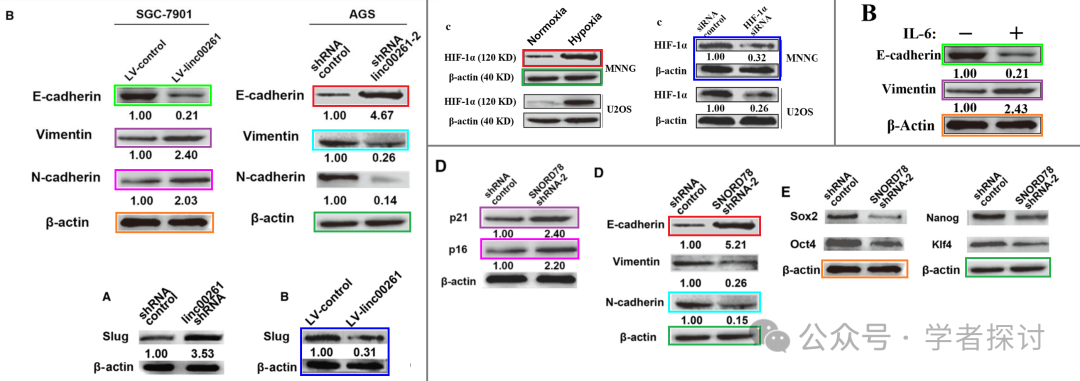 B
SGC-7901
AGS
LV-control
LV-linc00261
shRNA control
shRNA linc00261-2
E-cadherin
1.00 0.21
E-cadherin
1.00 4.67
Vimentin
1.00 2.40
Vimentin
1.00 0.26
N-cadherin
1.00 2.03
N-cadherin
1.00 0.14
β-actin
β-actin
A
shRNA control
linc00261 shRNA
Slug
1.00 3.53
β-actin
B
LV-control
LV-linc00261
Slug
1.00 0.31
β-actin
c
Normoxia
Hypoxia
HIF-1α (120 KD)
β-actin (40 KD)
MNNG
HIF-1α (120 KD)
β-actin (40 KD)
U2OS
c
siRNA control
HIF-1α siRNA
HIF-1α
1.00 0.32
β-actin
MNNG
HIF-1α
1.00 0.26
β-actin
U2OS
B
IL-6: − +
E-cadherin
1.00 0.21
Vimentin
1.00 2.43
β-Actin
D
shRNA control
SNORD78 shRNA-2
p21
1.00 2.40
p16
1.00 2.20
β-actin
D
shRNA control
SNORD78 shRNA-2
E-cadherin
1.00 5.21
Vimentin
1.00 0.26
N-cadherin
1.00 0.15
β-actin
E
shRNA control
SNORD78 shRNA-2
Sox2
Oct4
β-actin
shRNA control
SNORD78 shRNA-2
Nanog
Klf4
β-actin
公众号 · 学者探讨